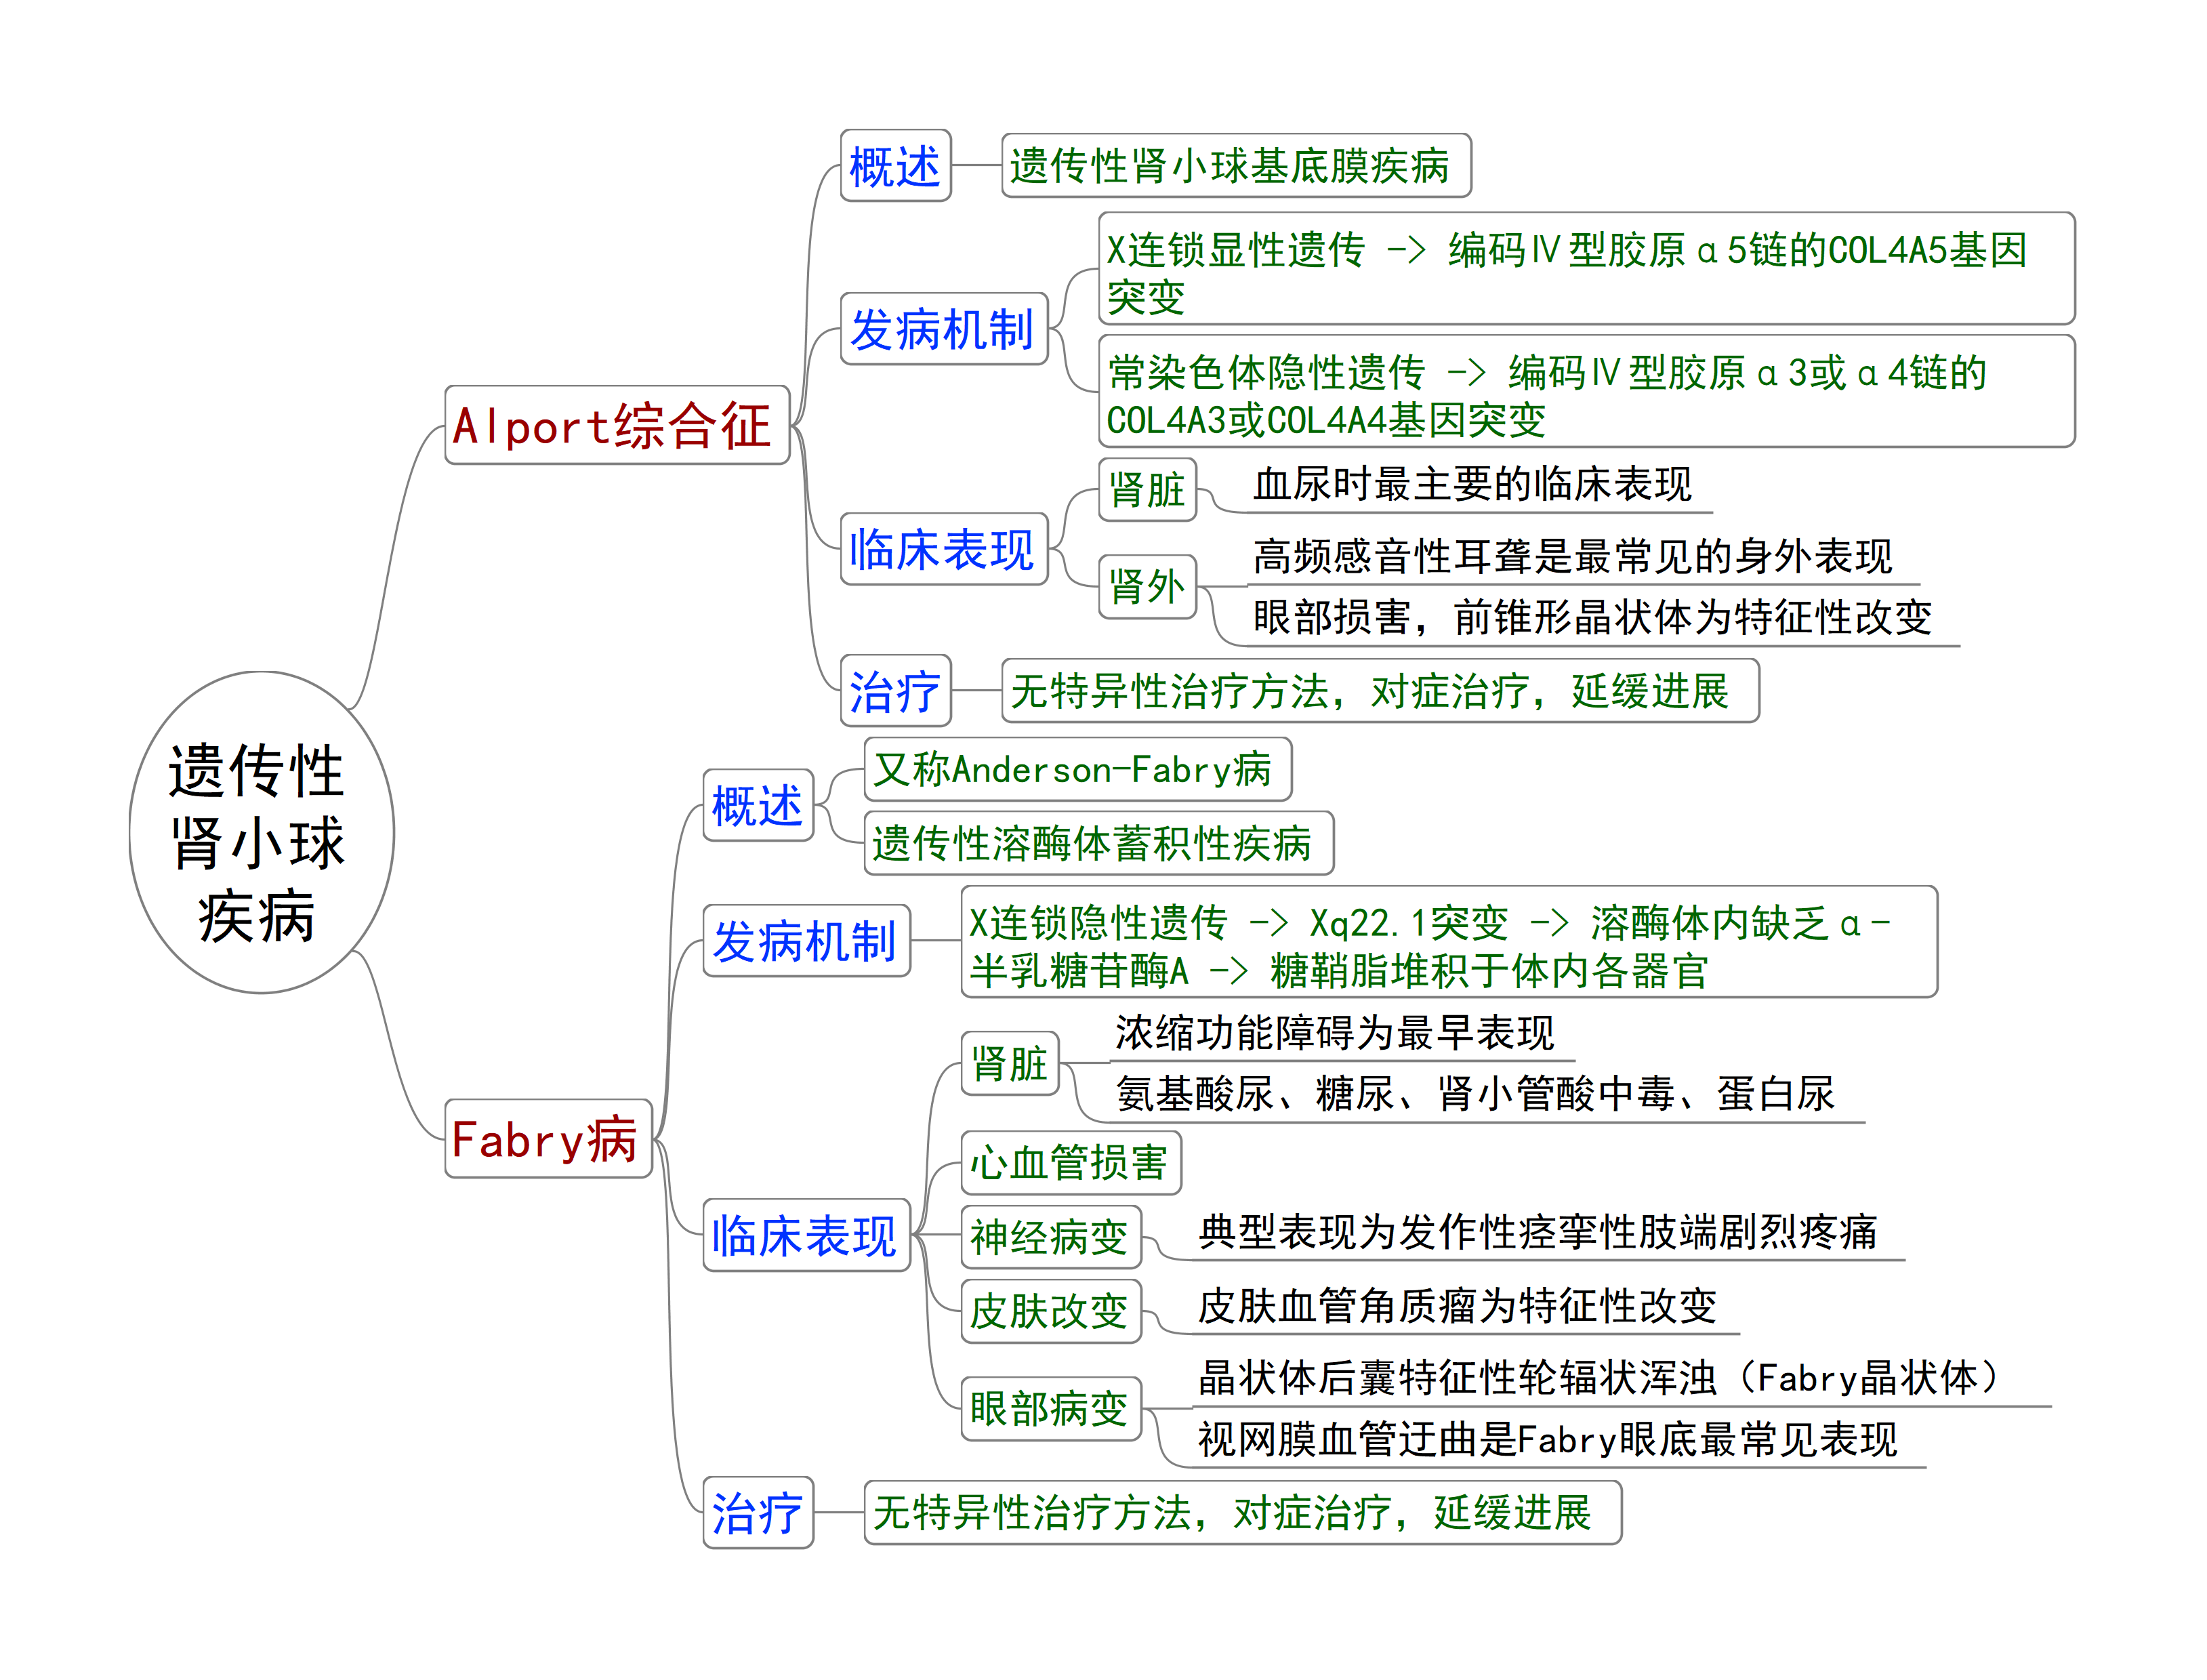 遗传性
肾小球
疾病
Alport综合征
概述
遗传性肾小球基底膜疾病
发病机制
X连锁显性遗传 -> 编码Ⅳ型胶原α5链的COL4A5基因
突变
常染色体隐性遗传 -> 编码Ⅳ型胶原α3或α4链的
COL4A3或COL4A4基因突变
临床表现
肾脏
血尿时最主要的临床表现
肾外
高频感音性耳聋是最常见的身外表现
眼部损害，前锥形晶状体为特征性改变
治疗
无特异性治疗方法，对症治疗，延缓进展
Fabry病
概述
又称Anderson-Fabry病
遗传性溶酶体蓄积性疾病
发病机制
X连锁隐性遗传 -> Xq22.1突变 -> 溶酶体内缺乏α-
半乳糖苷酶A -> 糖鞘脂堆积于体内各器官
临床表现
肾脏
浓缩功能障碍为最早表现
氨基酸尿、糖尿、肾小管酸中毒、蛋白尿
心血管损害
神经病变
典型表现为发作性痉挛性肢端剧烈疼痛
皮肤改变
皮肤血管角质瘤为特征性改变
眼部病变
晶状体后囊特征性轮辐状浑浊（Fabry晶状体）
视网膜血管迂曲是Fabry眼底最常见表现
治疗
无特异性治疗方法，对症治疗，延缓进展